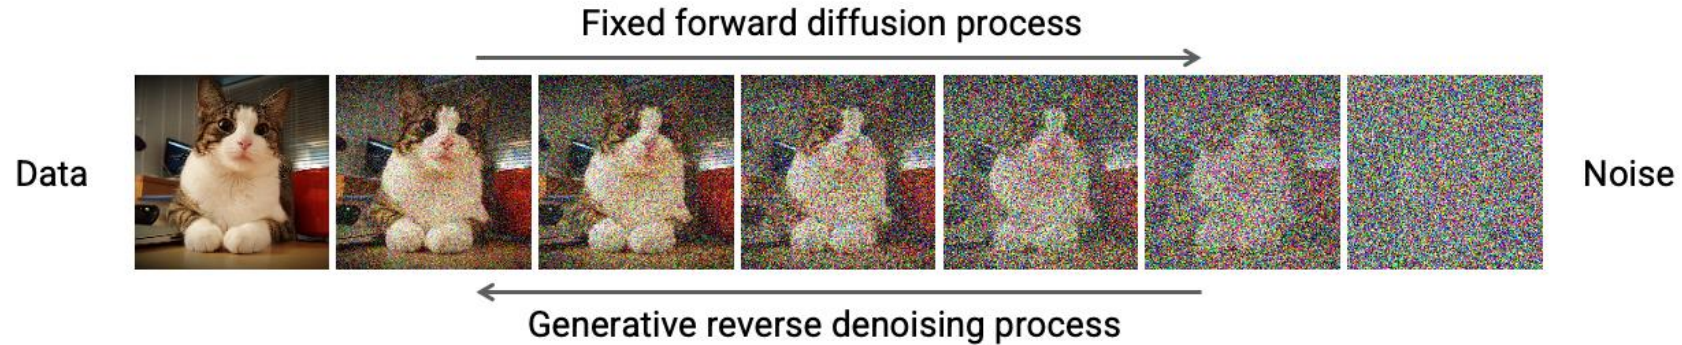 Fixed forward diffusion process
Data
Noise
Generative reverse denoising process